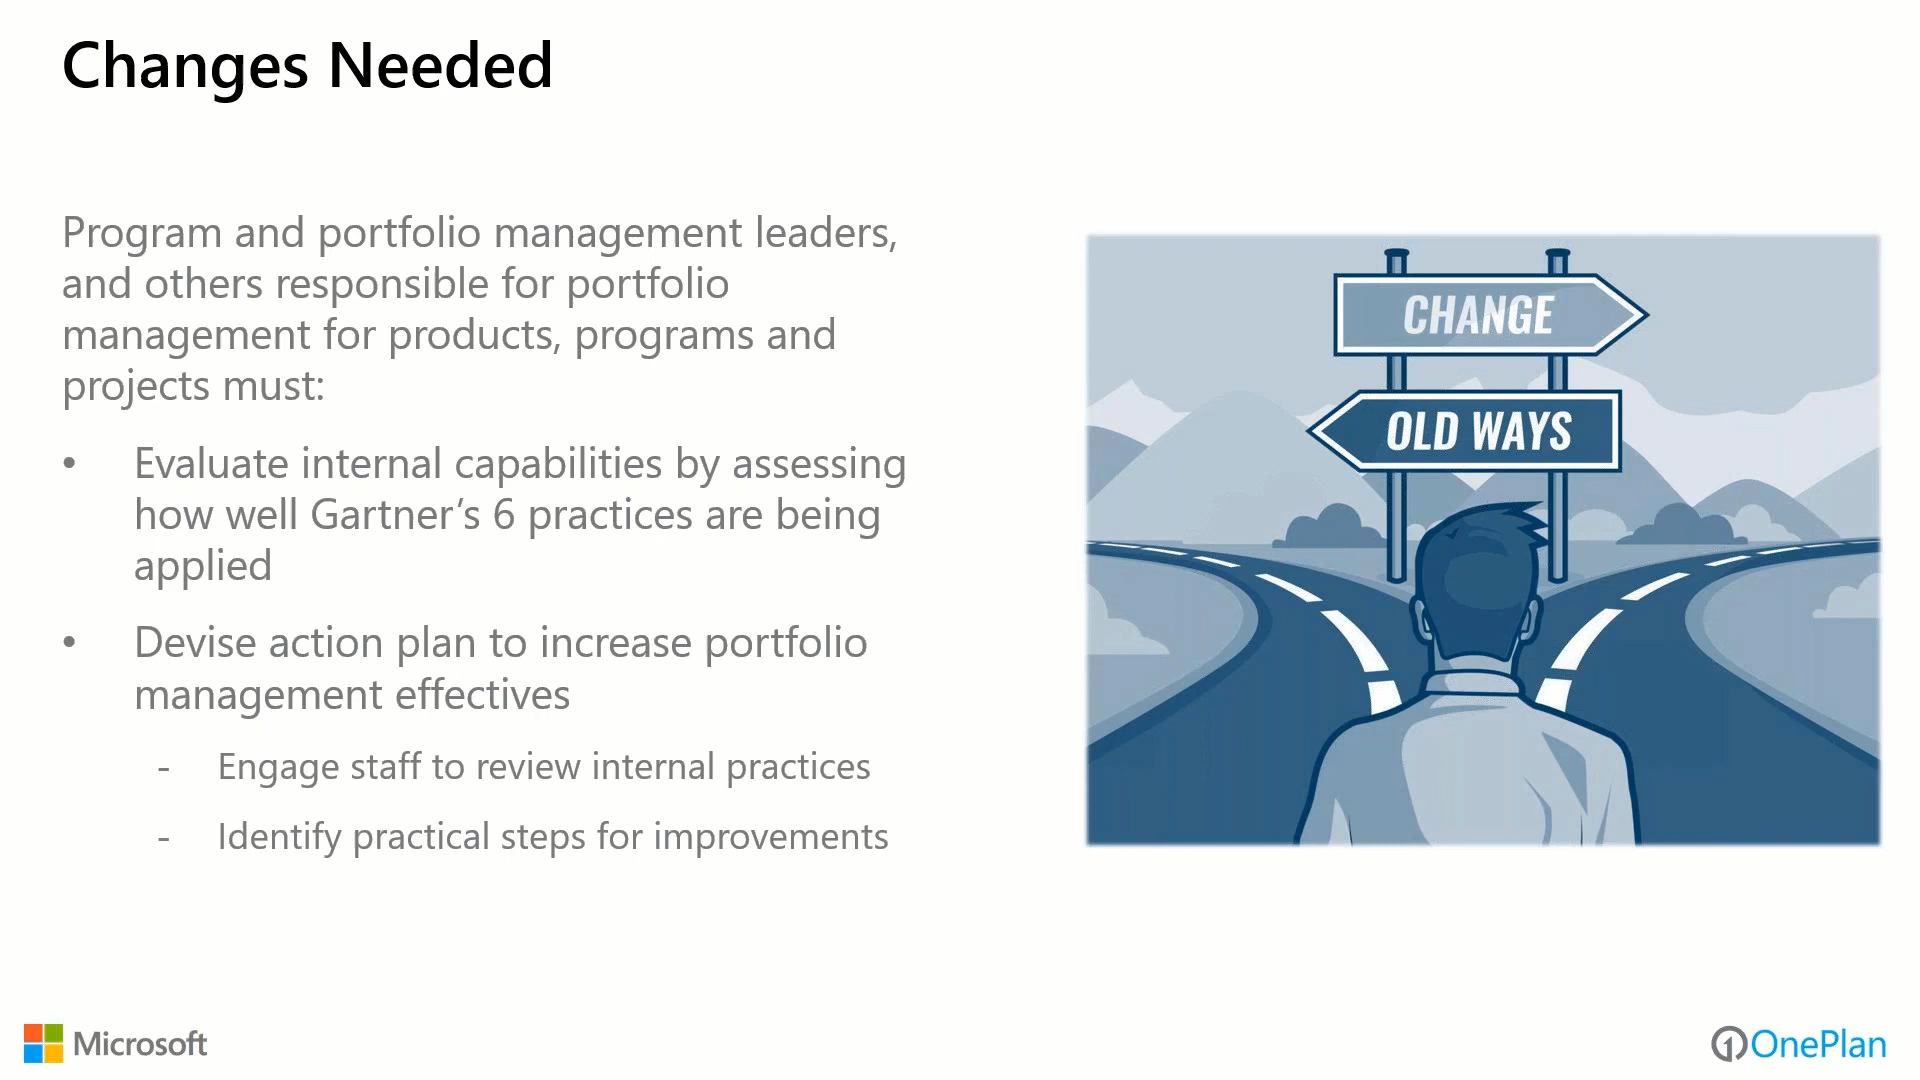 Changes Needed
Program and portfolio management leaders,
and others responsible for portfolio
management for products, programs and
projects must:
• Evaluate internal capabilities by assessing
how well Gartner’s 6 practices are being
applied
• Devise action plan to increase portfolio
management effectives
- Engage staff to review internal practices
- Identify practical steps for improvements
CHANGE
OLD WAYS
Microsoft
OnePlan